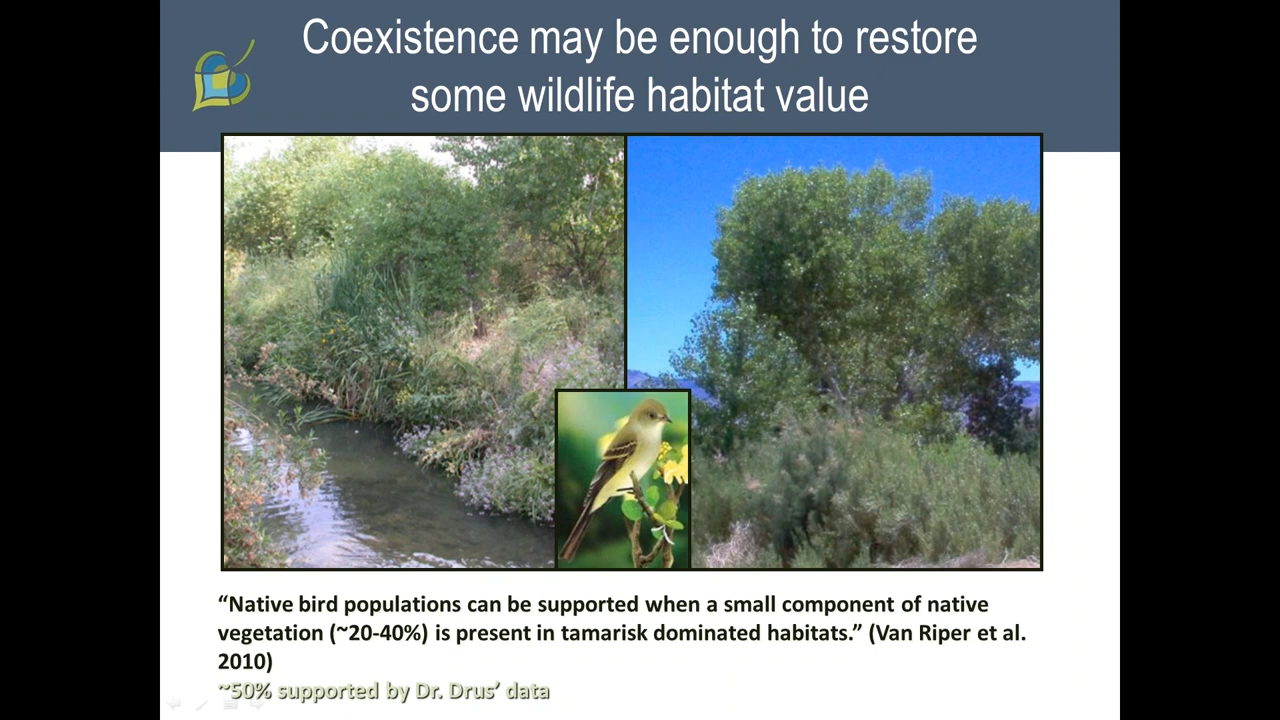 Coexistence may be enough to restore
some wildlife habitat value
“Native bird populations can be supported when a small component of native
vegetation (~20-40%) is present in tamarisk dominated habitats.” (Van Riper et al.
2010)
~50% supported by Dr. Drus’ data